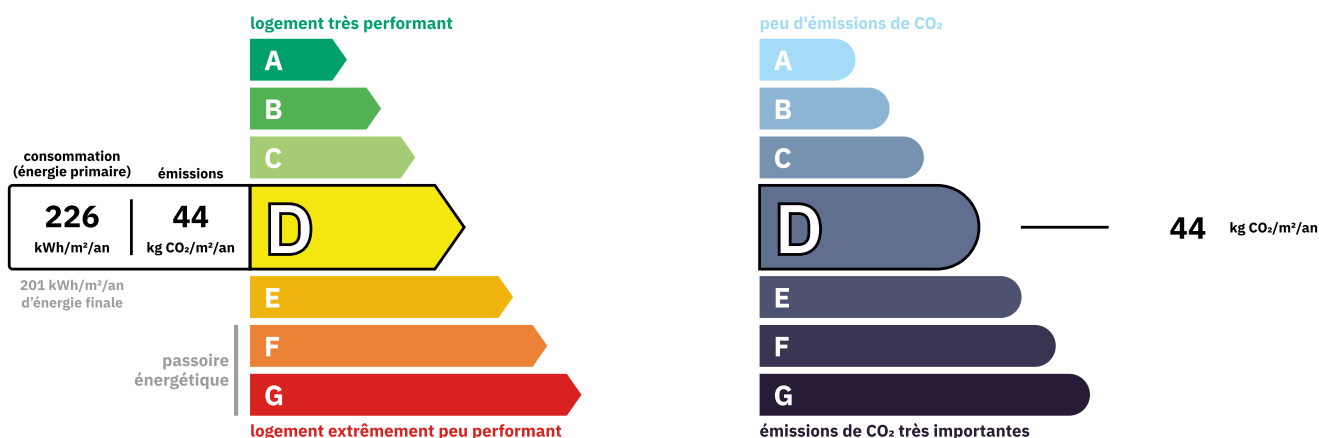 logement très performant
A
B
C
consommation
(énergie primaire)
émissions
226
kWh/m²/an
44
kg CO₂/m²/an
D
201 kWh/m²/an
d'énergie finale
E
passoire
énergétique
F
G
logement extrêmement peu performant
peu d'émissions de CO₂
A
B
C
D
44 kg CO₂/m²/an
E
F
G
émissions de CO₂ très importantes